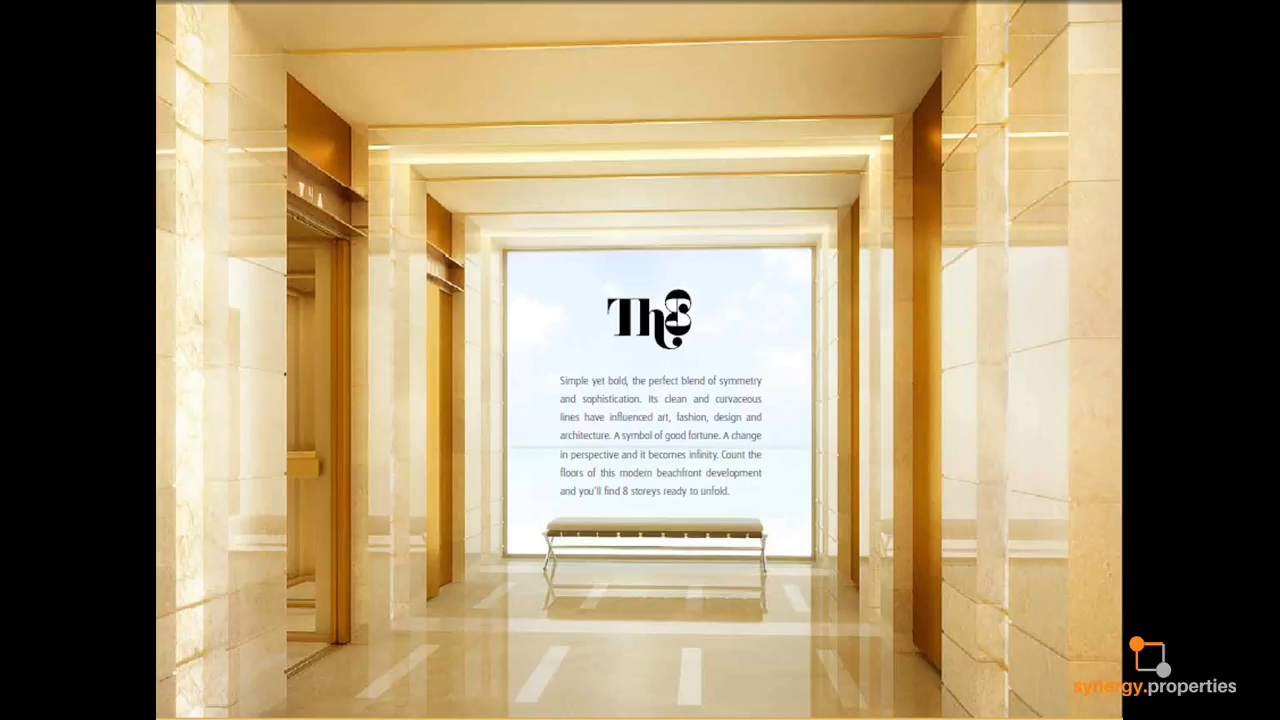 Th8
Simple yet bold, the perfect blend of symmetry
and sophistication. Its clean and curvaceous
lines have influenced art, fashion, design and
architecture. A symbol of good fortune. A change
in perspective and it becomes infinity. Count the
floors of this modern beachfront development
and you'll find 8 storeys ready to unfold.
synergy.properties